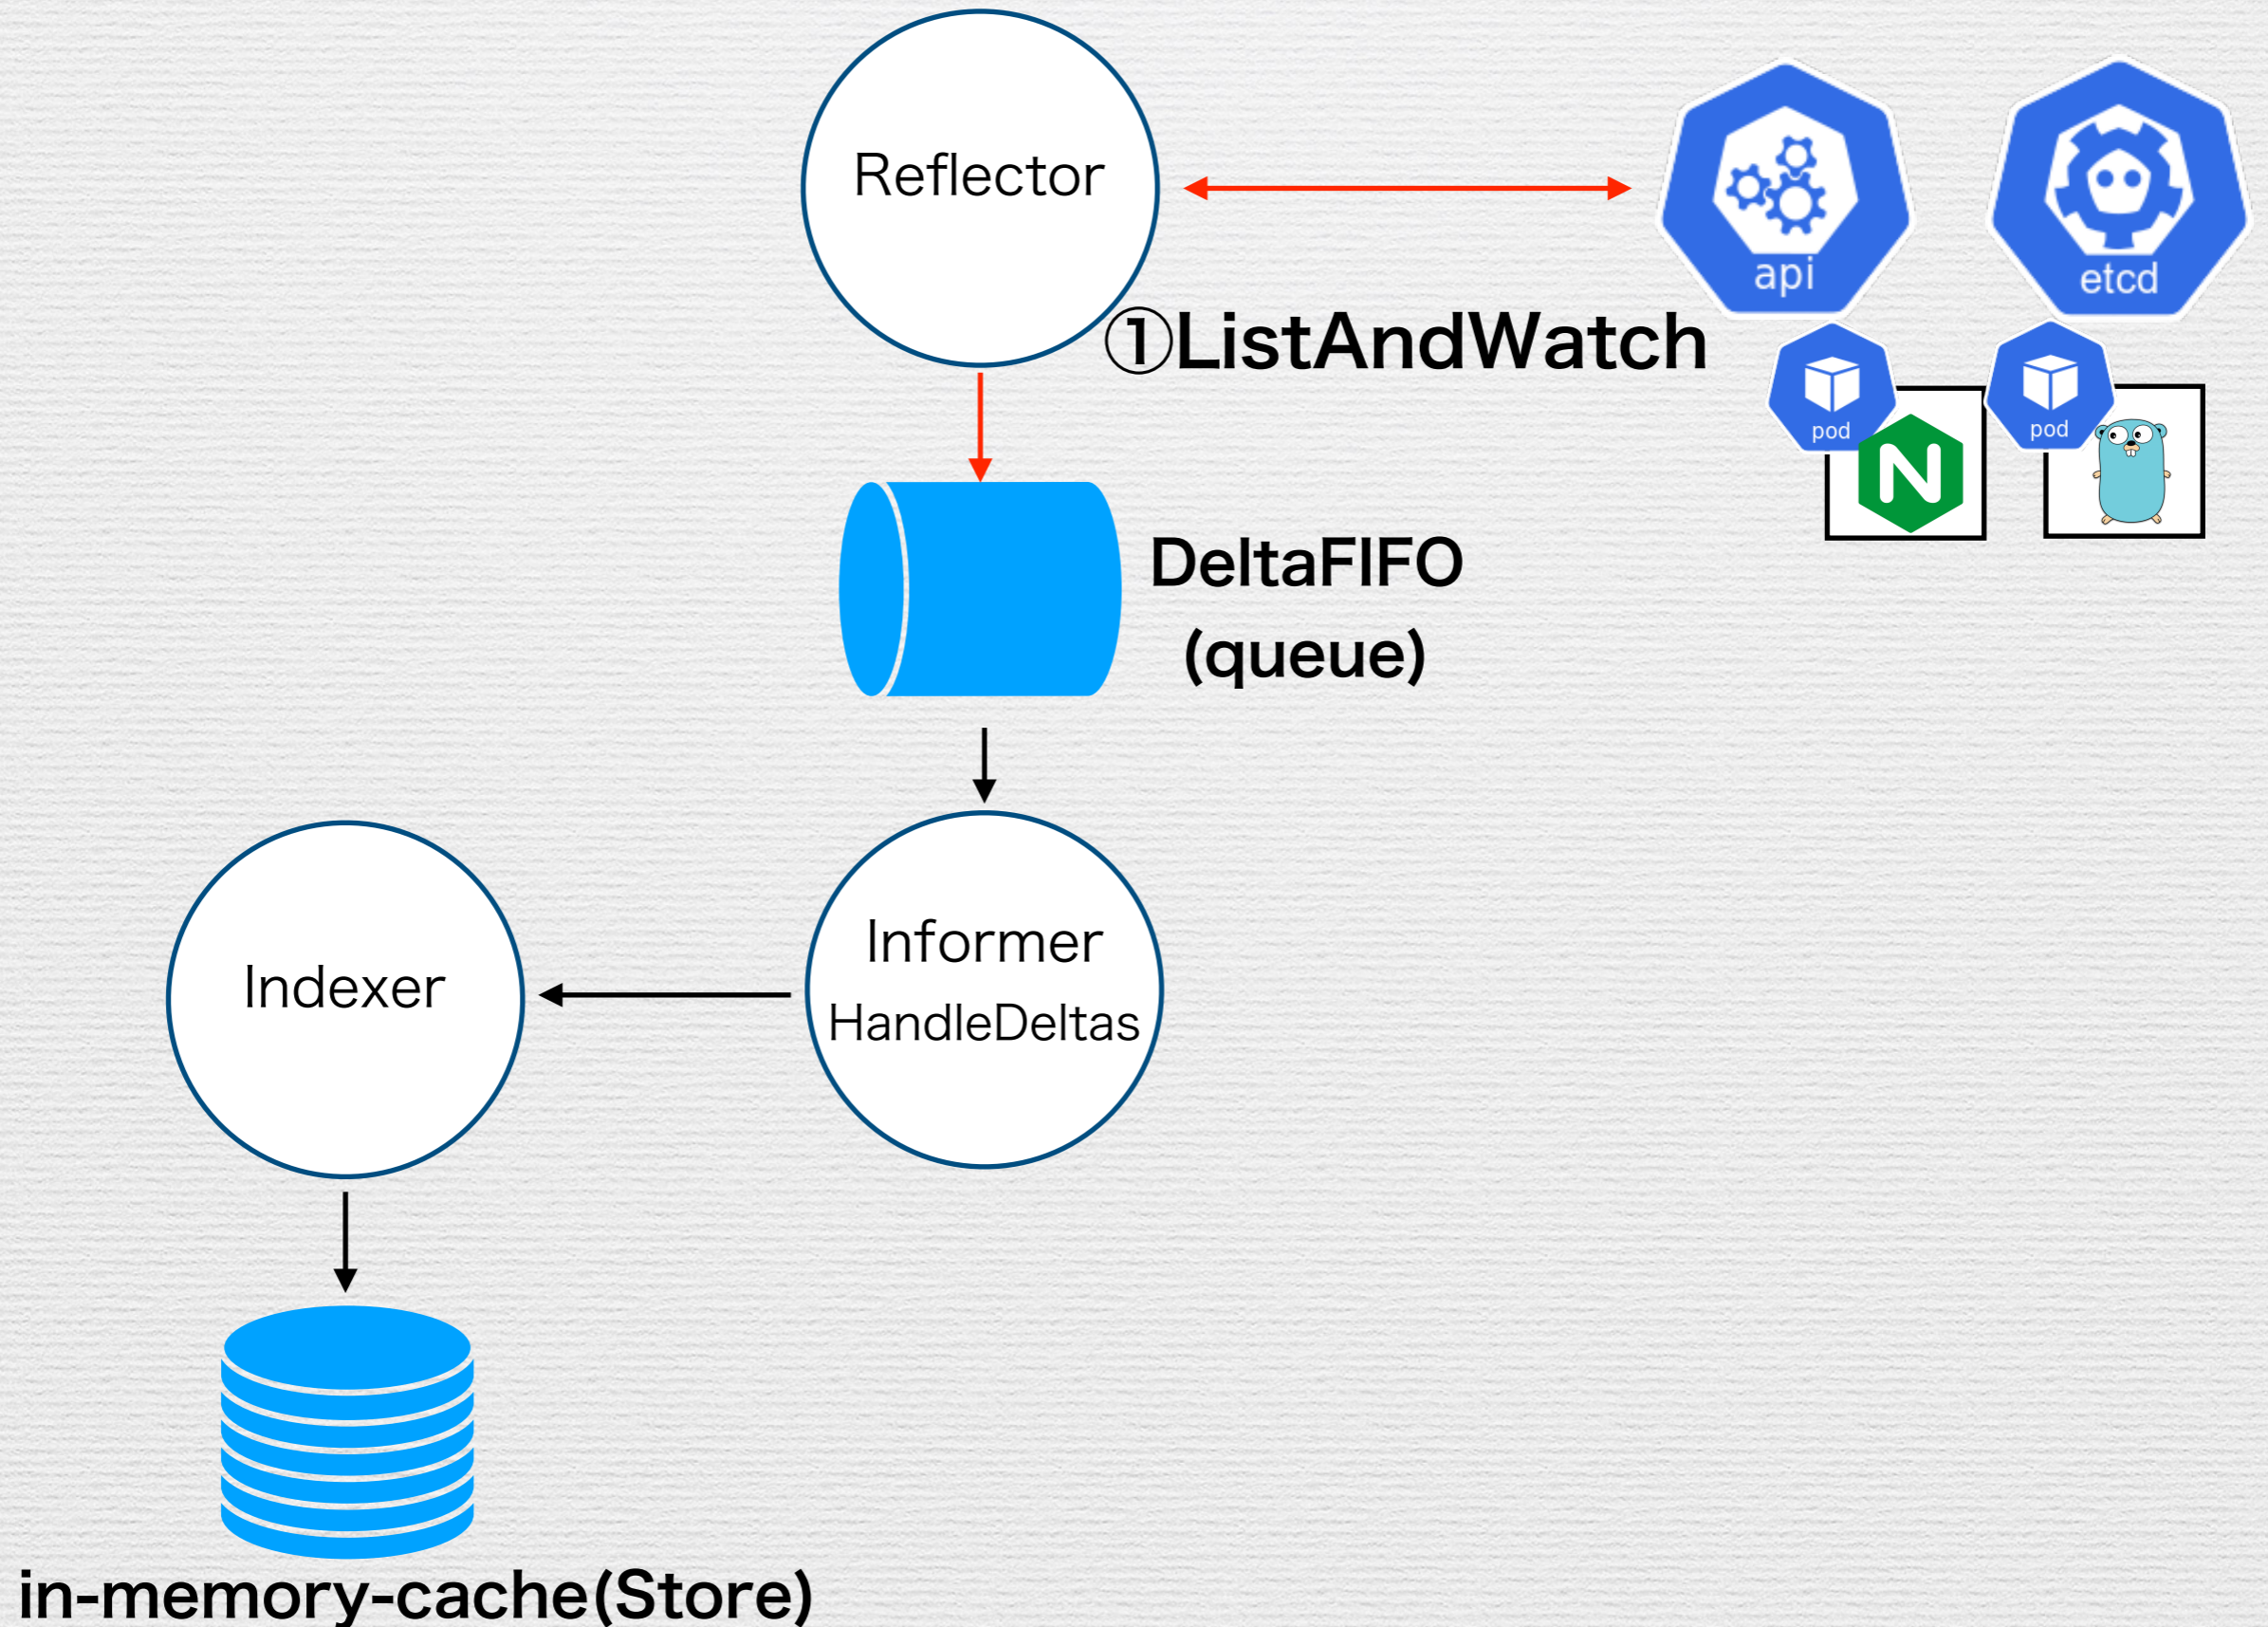 Reflector
api
etcd
①ListAndWatch
pod
pod
N
DeltaFIFO
(queue)
Informer
HandleDeltas
Indexer
in-memory-cache(Store)